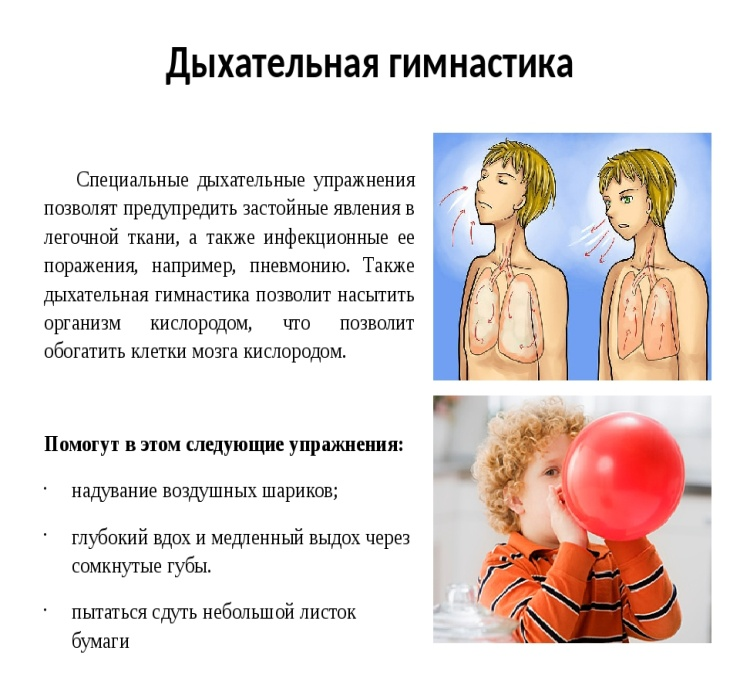 Дыхательная гимнастика
Специальные дыхательные упражнения
позволят предупредить застойные явления в
легочной ткани, а также инфекционные ее
поражения, например, пневмонию. Также
дыхательная гимнастика позволит насытить
организм кислородом, что позволит
обогатить клетки мозга кислородом.
Помогут в этом следующие упражнения:
· надувание воздушных шариков;
· глубокий вдох и медленный выдох через
сомкнутые губы.
· пытаться сдуть небольшой листок
бумаги